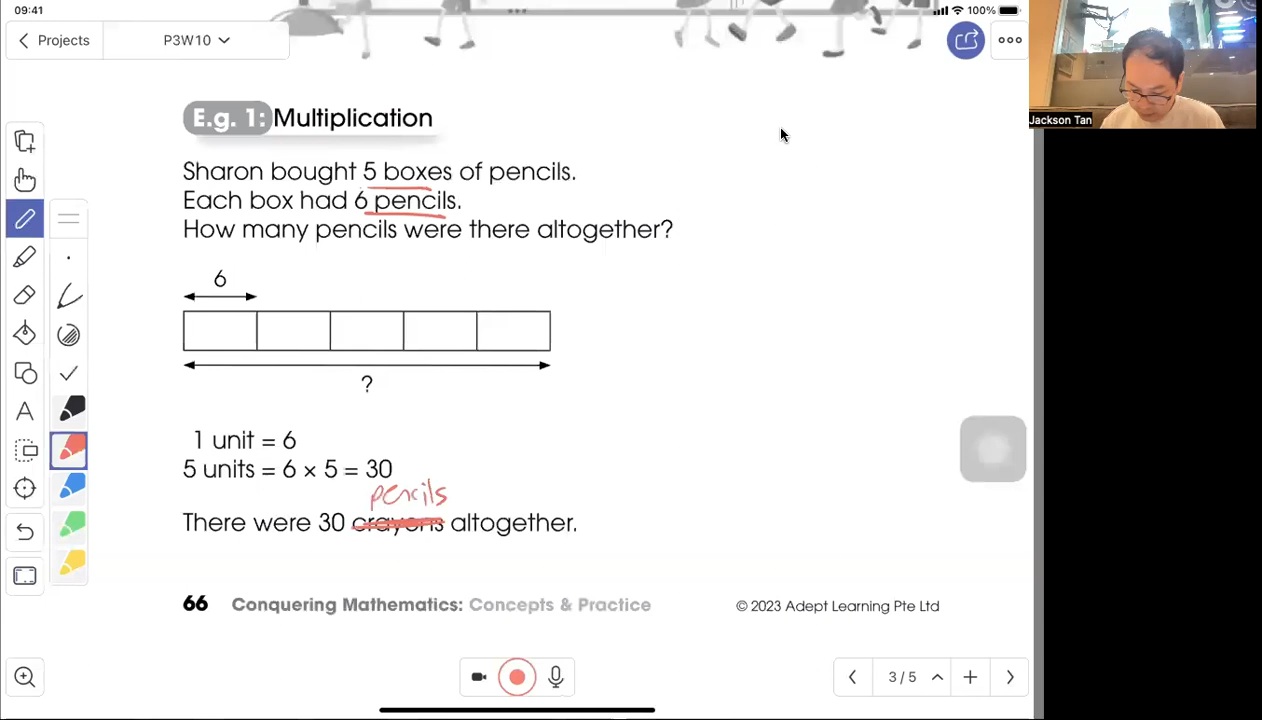 09:41
100%
Projects
P3W10
Jackson Tan
E.g. 1: Multiplication
Sharon bought 5 boxes of pencils.
Each box had 6 pencils.
How many pencils were there altogether?
6
?
1 unit = 6
5 units = 6 × 5 = 30
pencils
There were 30 crayons altogether.
66 Conquering Mathematics: Concepts & Practice © 2023 Adept Learning Pte Ltd
A
3 / 5